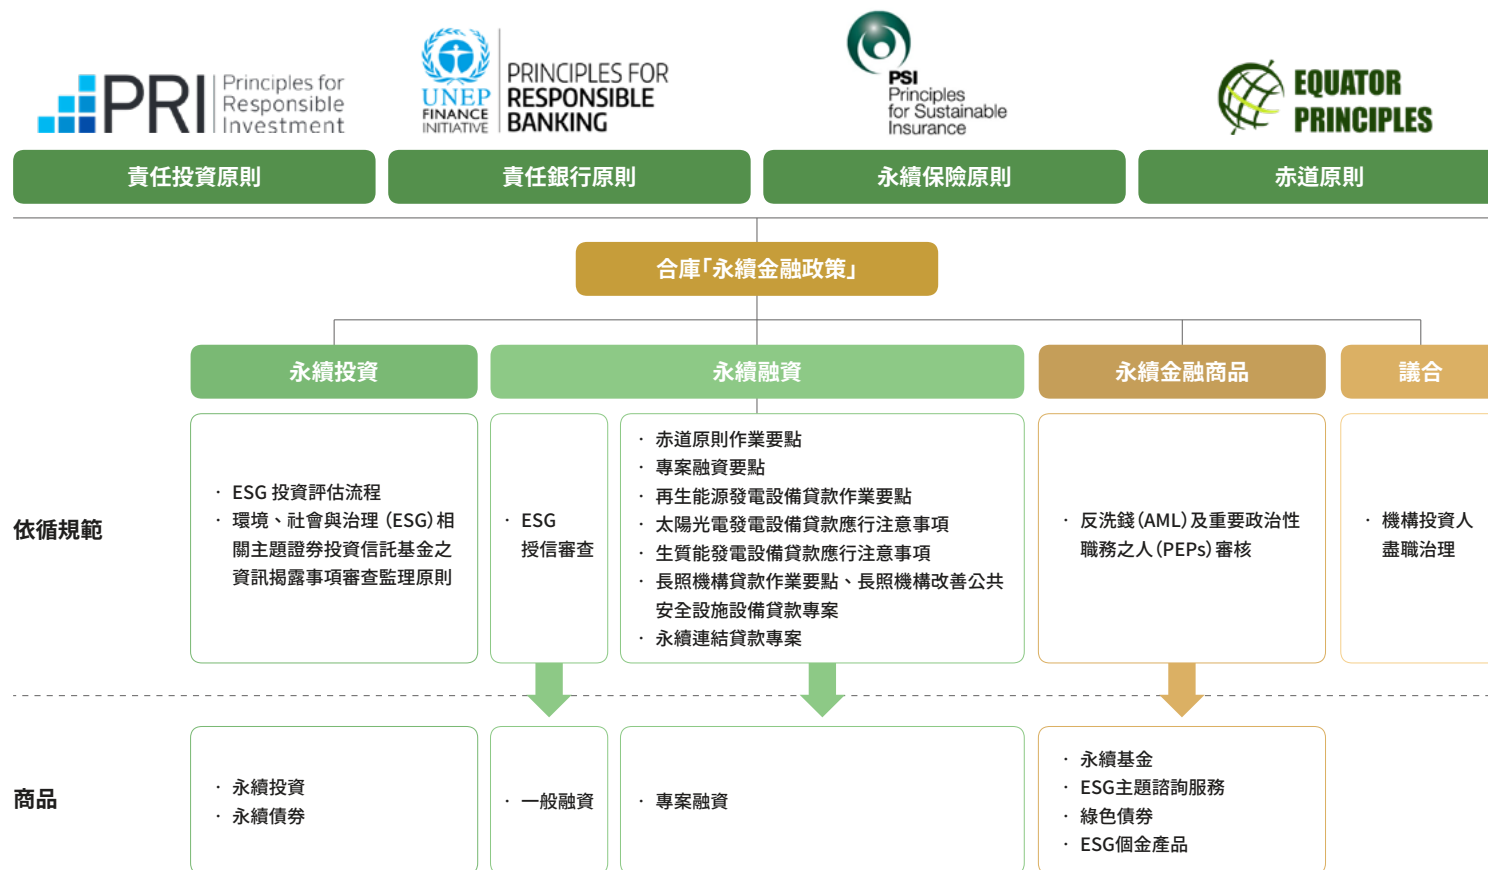 PRI
Principles for
Responsible
Investment
UNEP
FINANCE
INITIATIVE
PRINCIPLES FOR
RESPONSIBLE
BANKING
PSI
Principles
for Sustainable
Insurance
EQUATOR
PRINCIPLES
責任投資原則
責任銀行原則
永續保險原則
赤道原則
合庫「永續金融政策」
永續投資
永續融資
永續金融商品
議合
依循規範
· ESG 投資評估流程
· 環境、社會與治理 (ESG) 相
關主題證券投資信託基金之
資訊揭露事項審查監理原則
· ESG
授信審查
· 赤道原則作業要點
· 專案融資要點
· 再生能源發電設備貸款作業要點
· 太陽光電發電設備貸款應行注意事項
· 生質能發電設備貸款應行注意事項
· 長照機構貸款作業要點、長照機構改善公共
安全設施設備貸款專案
· 永續連結貸款專案
· 反洗錢 (AML) 及重要政治性
職務之人 (PEPs) 審核
· 機構投資人
盡職治理
商品
· 永續投資
· 永續債券
· 一般融資
· 專案融資
· 永續基金
· ESG主題諮詢服務
· 綠色債券
· ESG個金產品